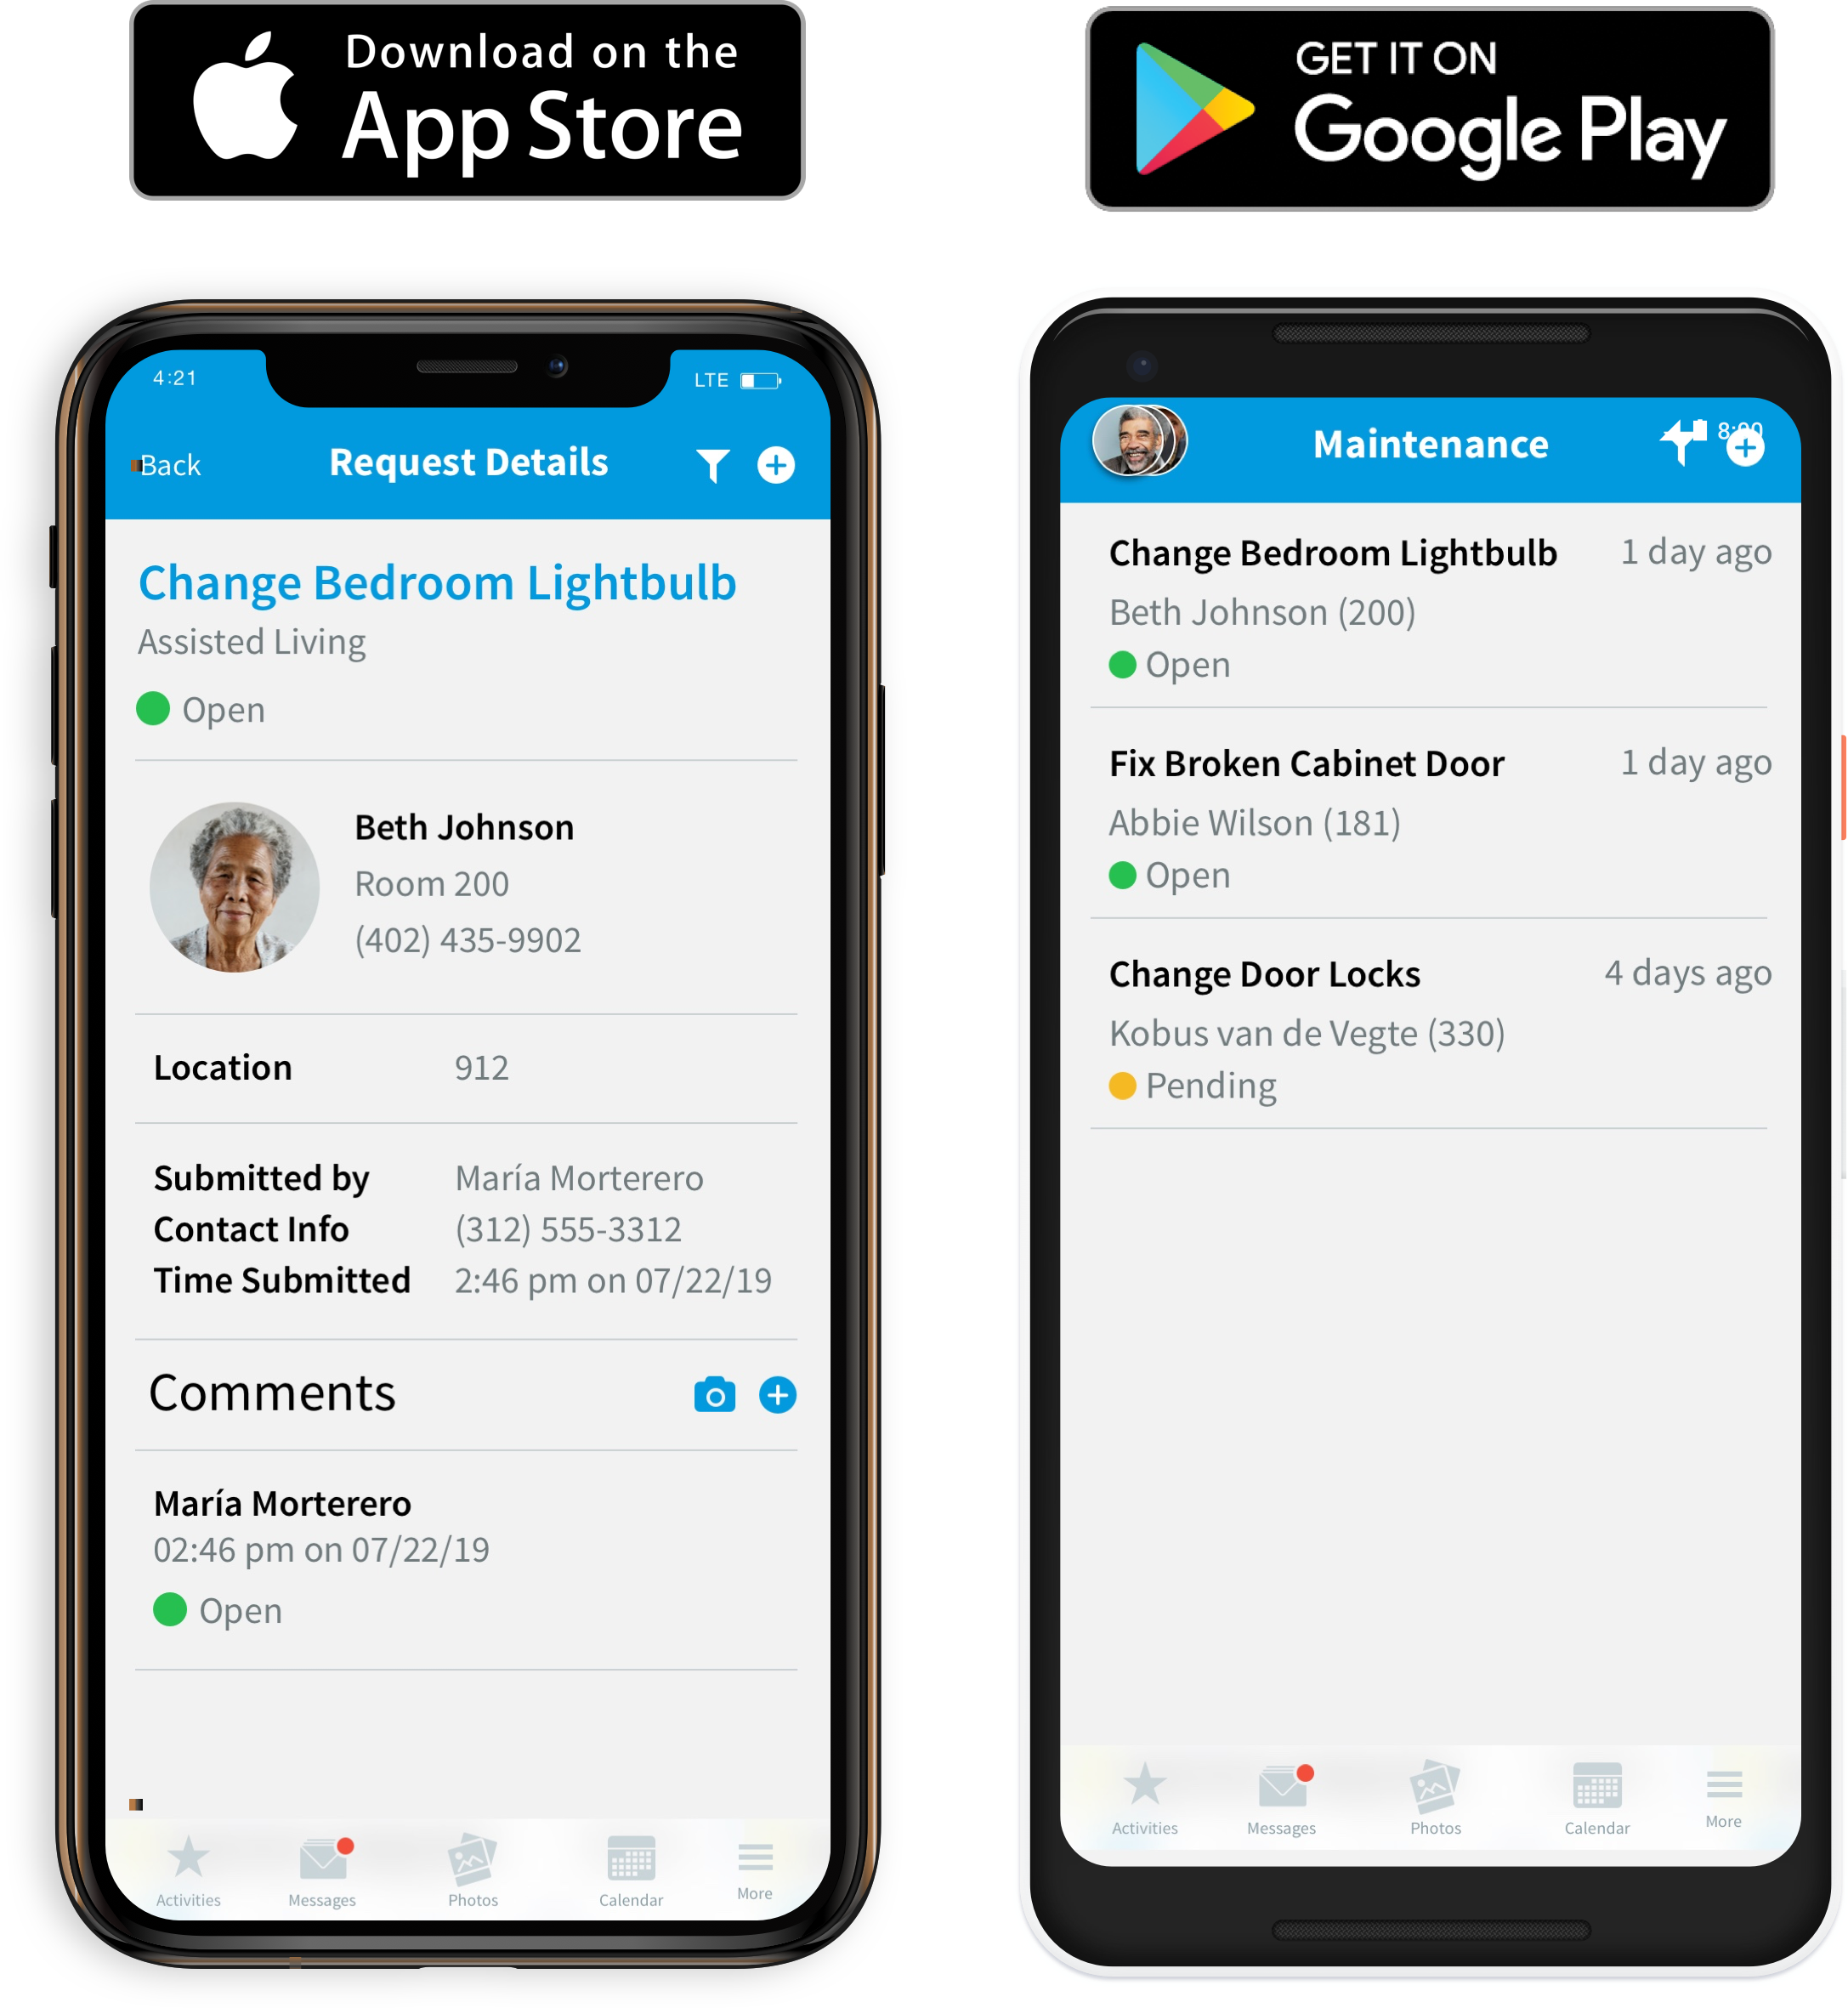 Download on the
App Store
GET IT ON
Google Play
4:21
LTE
Back
Request Details
Change Bedroom Lightbulb
Assisted Living
Open
Beth Johnson
Room 200
(402) 435-9902
Location 912
Submitted by María Morterero
Contact Info (312) 555-3312
Time Submitted 2:46 pm on 07/22/19
Comments
María Morterero
02:46 pm on 07/22/19
Open
Activities
Messages
Photos
Calendar
More
Maintenance
8:00
Change Bedroom Lightbulb 1 day ago
Beth Johnson (200)
Open
Fix Broken Cabinet Door 1 day ago
Abbie Wilson (181)
Open
Change Door Locks 4 days ago
Kobus van de Vegte (330)
Pending
Activities
Messages
Photos
Calendar
More